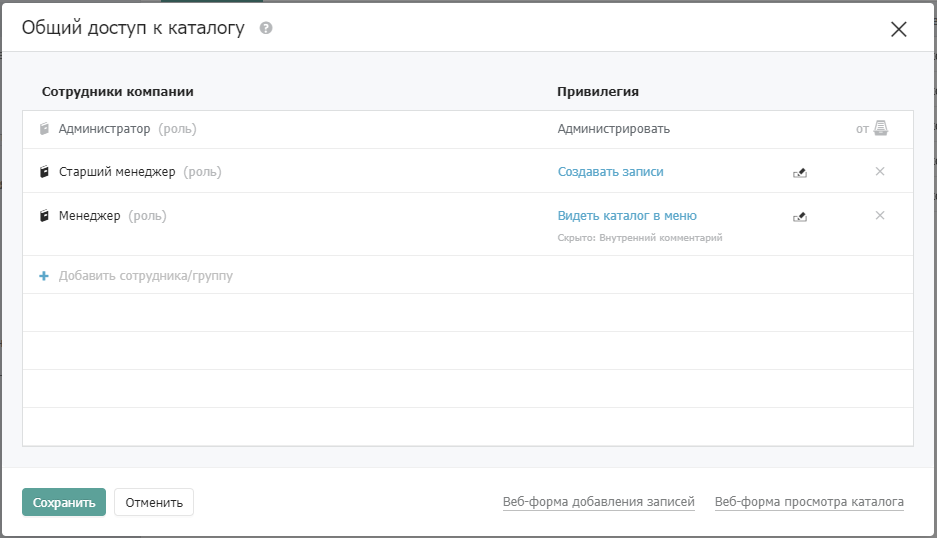 Общий доступ к каталогу ?
Сотрудники компании Привилегия
Администратор (роль) Администрировать от
Старший менеджер (роль) Создавать записи
Менеджер (роль) Видеть каталог в меню
Скрыто: Внутренний комментарий
+ Добавить сотрудника/группу
Сохранить Отменить Веб-форма добавления записей Веб-форма просмотра каталога